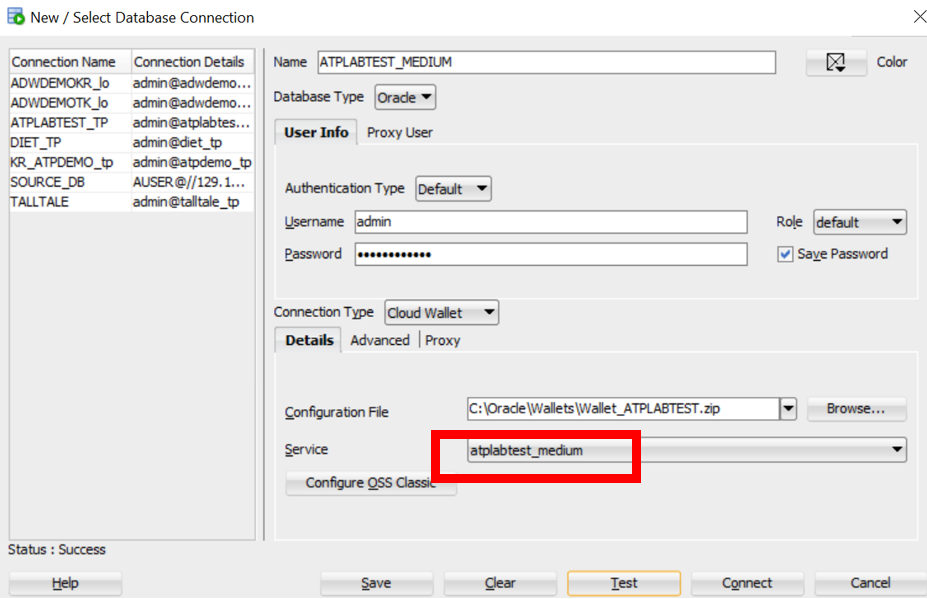 New / Select Database Connection
Connection Name Connection Details
ADWDEMOKR_lo admin@adwdemo...
ADWDEMOTK_lo admin@adwdemo...
ATPLABTEST_TP admin@atplabtes...
DIET_TP admin@diet_tp
KR_ATPDEMO_tp admin@atpdemo_tp
SOURCE_DB AUSER@//129.1...
TALLTALE admin@talltale_tp
Name ATPLABTEST_MEDIUM Color
Database Type Oracle
User Info Proxy User
Authentication Type Default
Username admin Role default
Password •••••••••••• Save Password
Connection Type Cloud Wallet
Details Advanced Proxy
Configuration File C:\Oracle\Wallets\Wallet_ATPLABTEST.zip Browse...
Service atplabtest_medium
Configure OSS Classic
Status : Success
Help Save Clear Test Connect Cancel